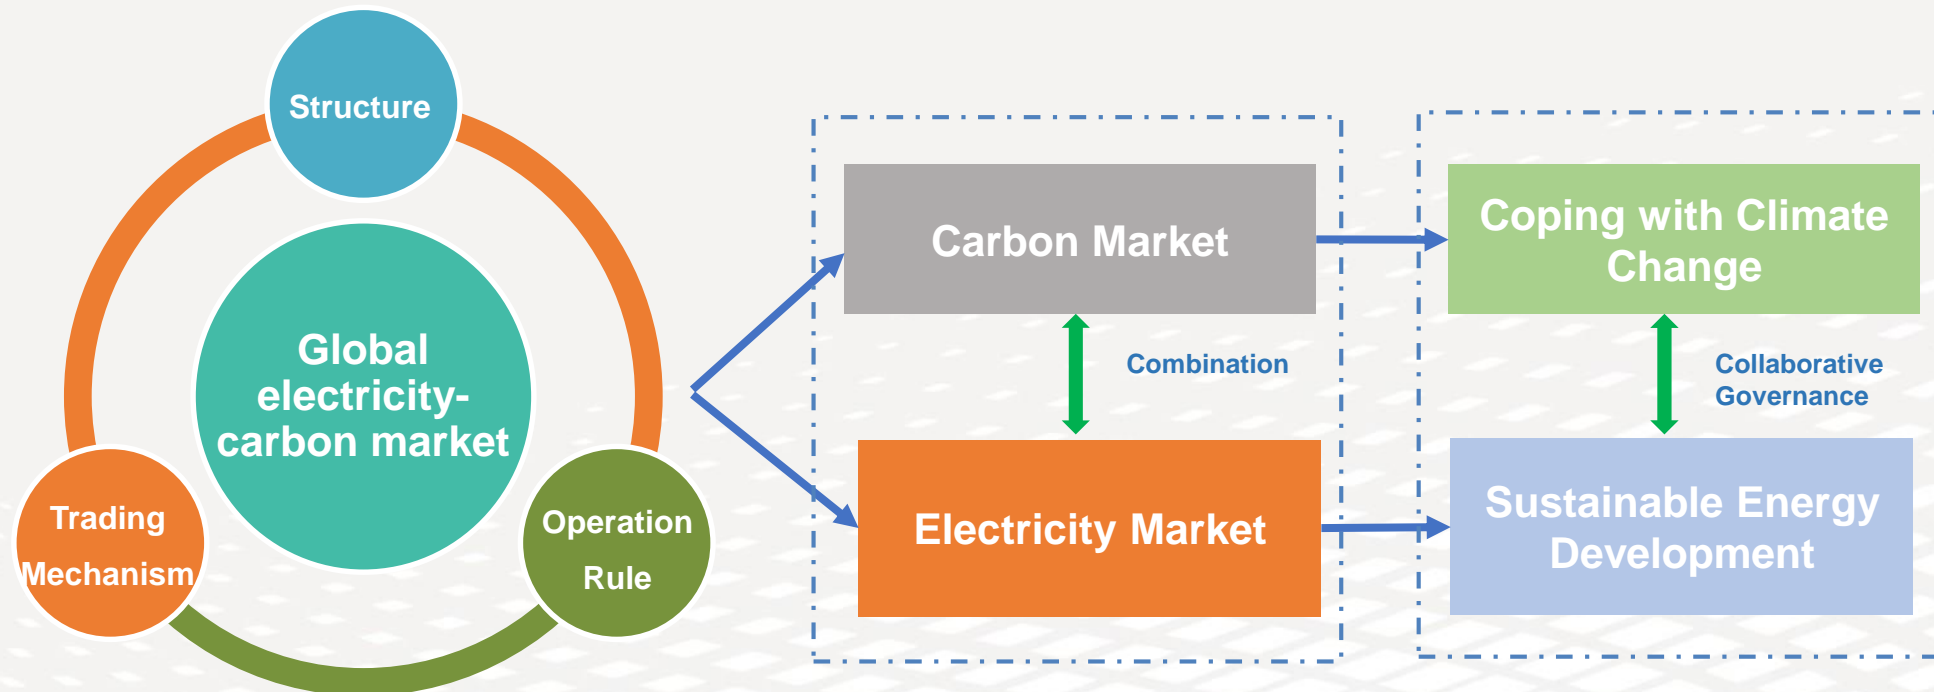 Structure
Global
electricity-
carbon market
Trading
Mechanism
Operation
Rule
Carbon Market
Combination
Electricity Market
Coping with Climate
Change
Collaborative
Governance
Sustainable Energy
Development